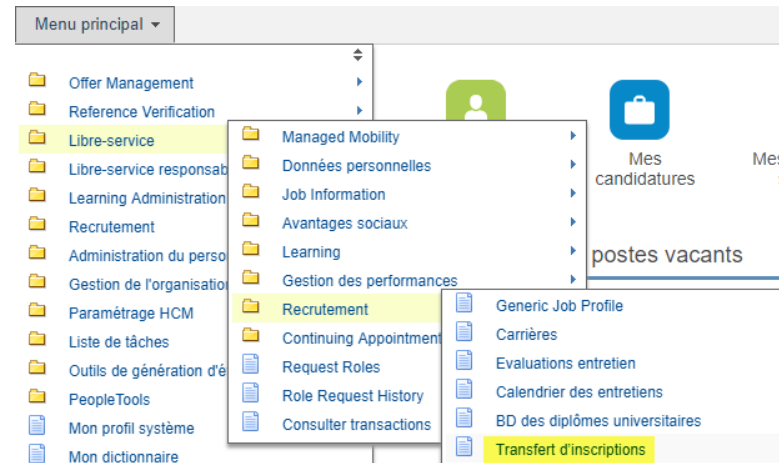 Menu principal
Offer Management
Reference Verification
Libre-service
Libre-service responsab
Learning Administration
Recrutement
Administration du perso
Gestion de l'organisatio
Paramétrage HCM
Liste de tâches
Outils de génération d'é
PeopleTools
Mon profil système
Mon dictionnaire
Managed Mobility
Données personnelles
Job Information
Avantages sociaux
Learning
Gestion des performances
Recrutement
Continuing Appointment
Request Roles
Role Request History
Consulter transactions
Generic Job Profile
Carrières
Evaluations entretien
Calendrier des entretiens
BD des diplômes universitaires
Transfert d'inscriptions
Mes
candidatures
Mes
postes vacants